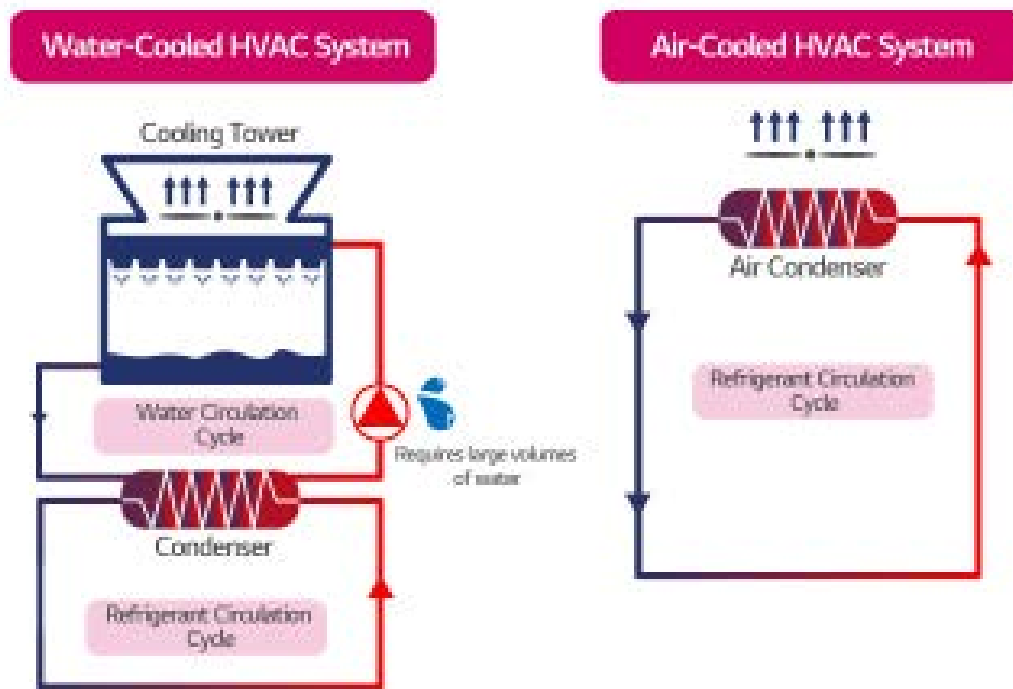 Water-Cooled HVAC System
Cooling Tower
Water Circulation
Cycle
Requires large volumes
of water
Condenser
Refrigerant Circulation
Cycle
Air-Cooled HVAC System
Air Condenser
Refrigerant Circulation
Cycle